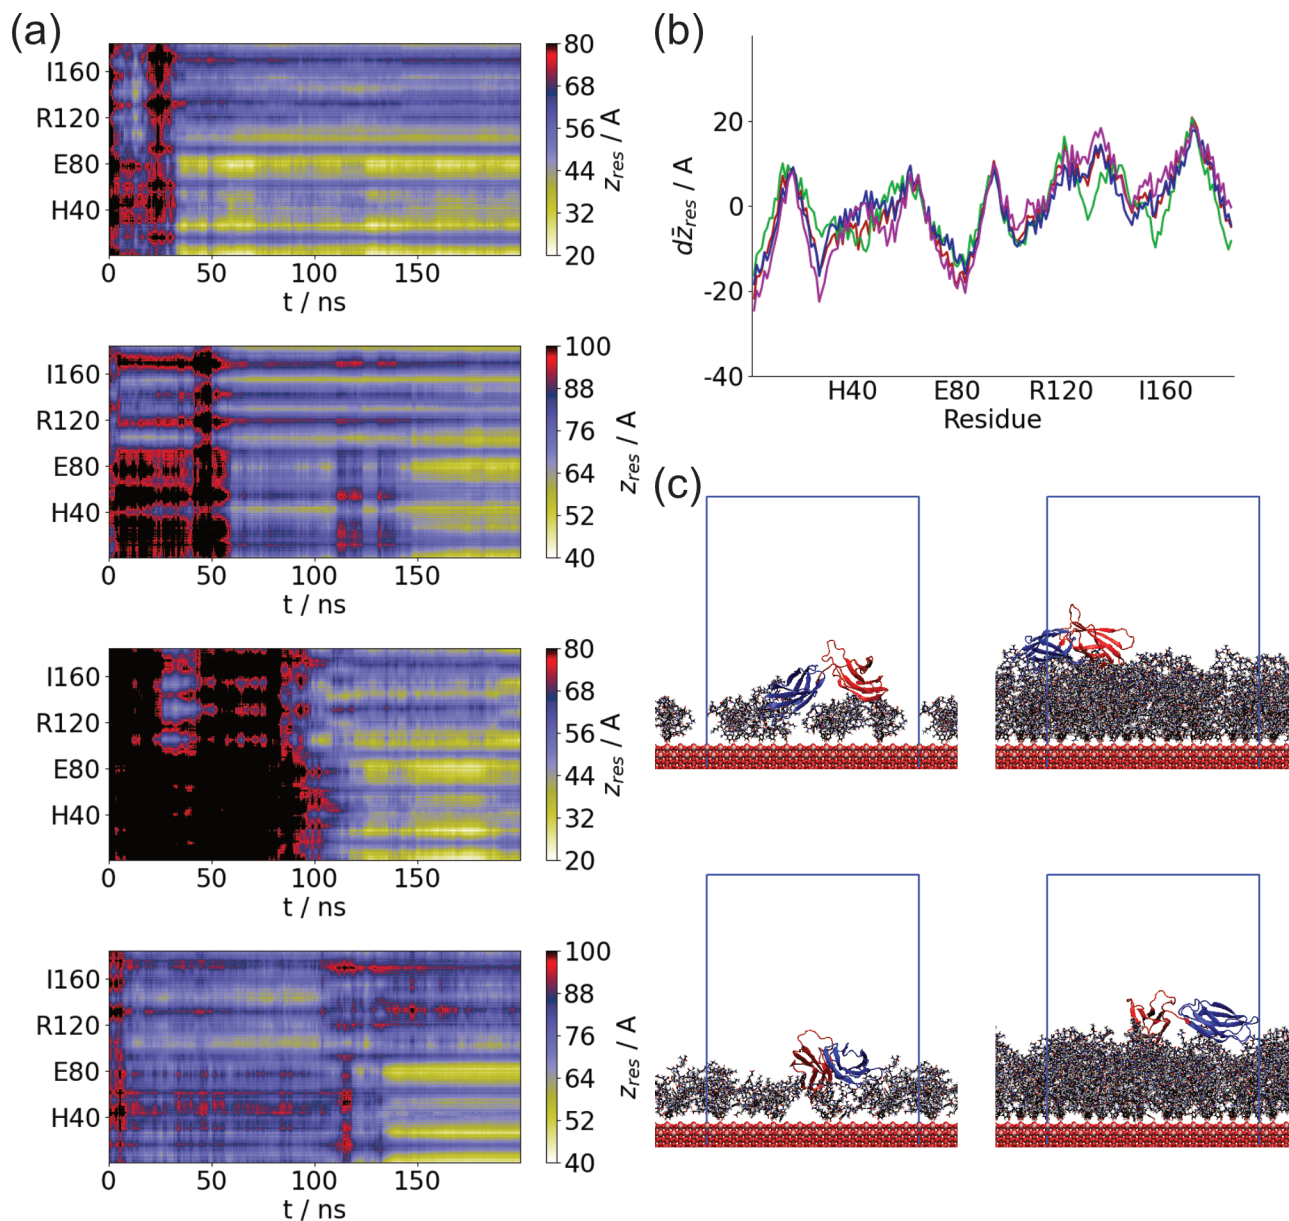 (a)
80
68
56
44
32
20
z_res / A
I160
R120
E80
H40
0 50 100 150
t / ns
100
88
76
64
52
40
z_res / A
I160
R120
E80
H40
0 50 100 150
t / ns
80
68
56
44
32
20
z_res / A
I160
R120
E80
H40
0 50 100 150
t / ns
100
88
76
64
52
40
z_res / A
I160
R120
E80
H40
0 50 100 150
t / ns
(b)
20
0
-20
-40
dz̄_res / A
H40 E80 R120 I160
Residue
(c)